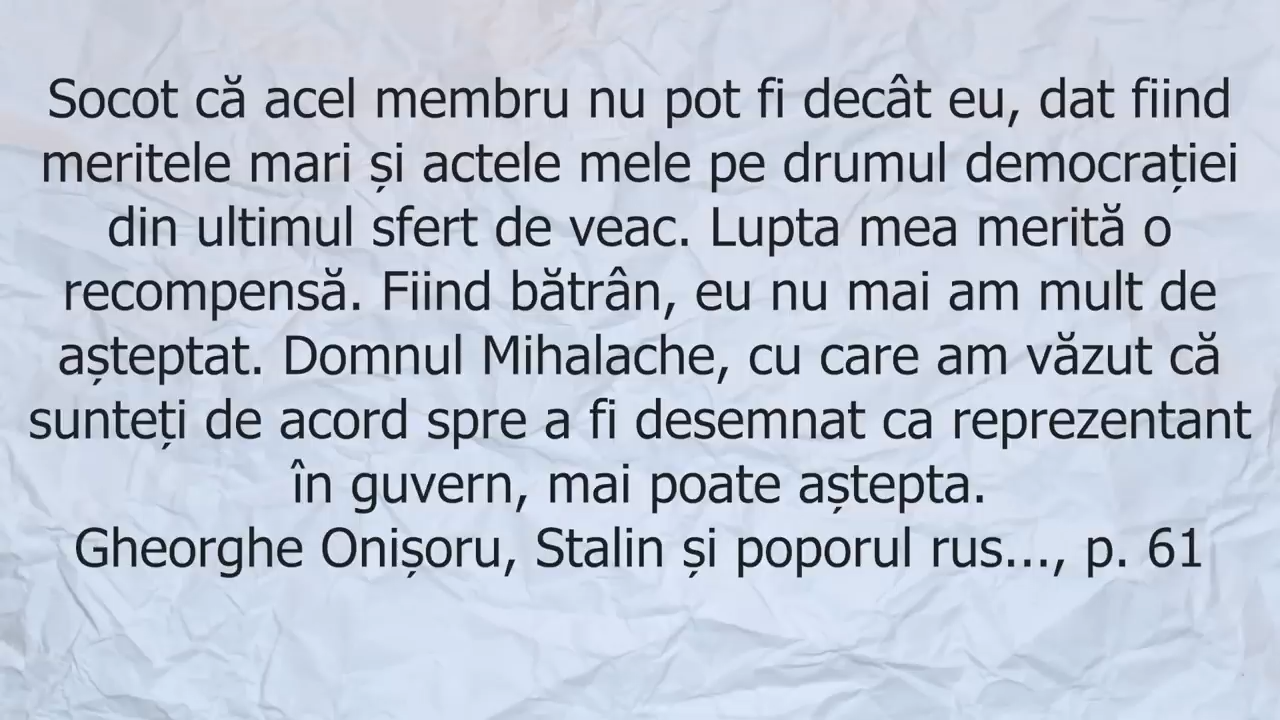 Socot că acel membru nu pot fi decât eu, dat fiind
meritele mari și actele mele pe drumul democrației
din ultimul sfert de veac. Lupta mea merită o
recompensă. Fiind bătrân, eu nu mai am mult de
așteptat. Domnul Mihalache, cu care am văzut că
sunteți de acord spre a fi desemnat ca reprezentant
în guvern, mai poate aștepta.
Gheorghe Onișoru, Stalin și poporul rus..., p. 61